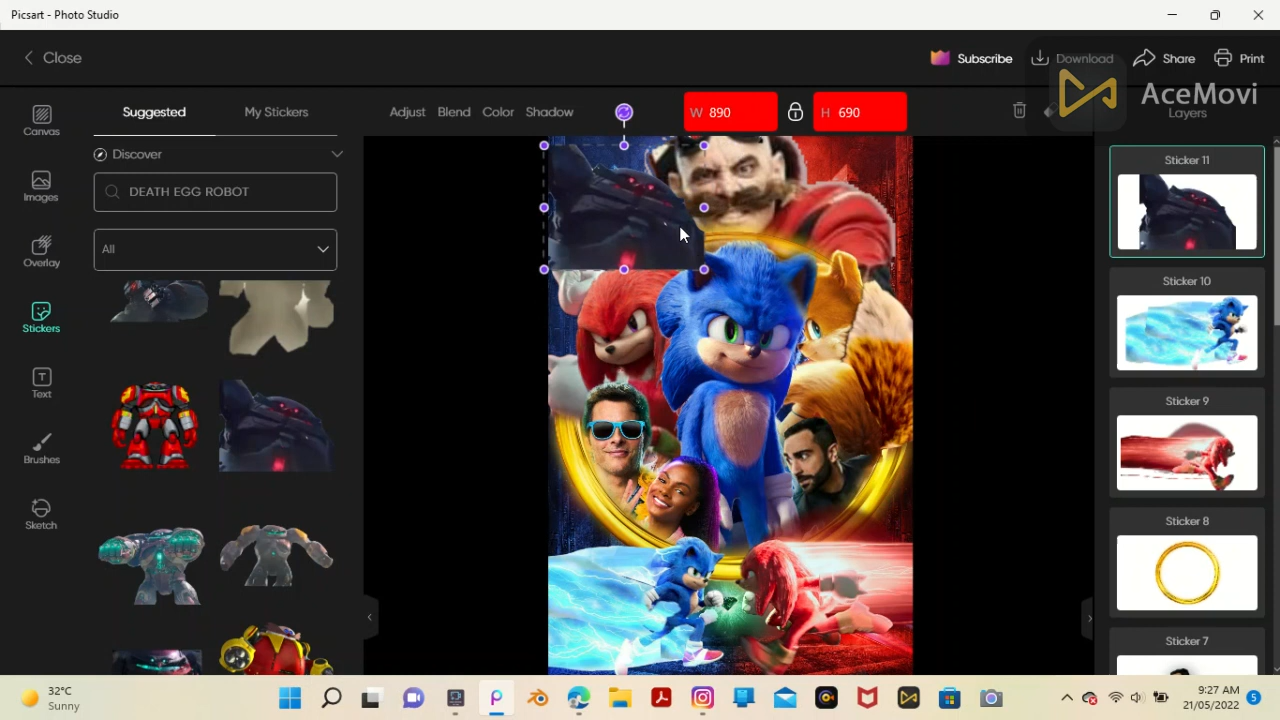 Picsart - Photo Studio
Close
Subscribe
Download
Share
Print
AceMovi
Suggested
My Stickers
Adjust
Blend
Color
Shadow
W 890
H 690
Layers
Canvas
Images
Overlay
Stickers
Text
Brushes
Sketch
Discover
DEATH EGG ROBOT
All
Sticker 11
Sticker 10
Sticker 9
Sticker 8
Sticker 7
32°C
Sunny
9:27 AM
21/05/2022
5